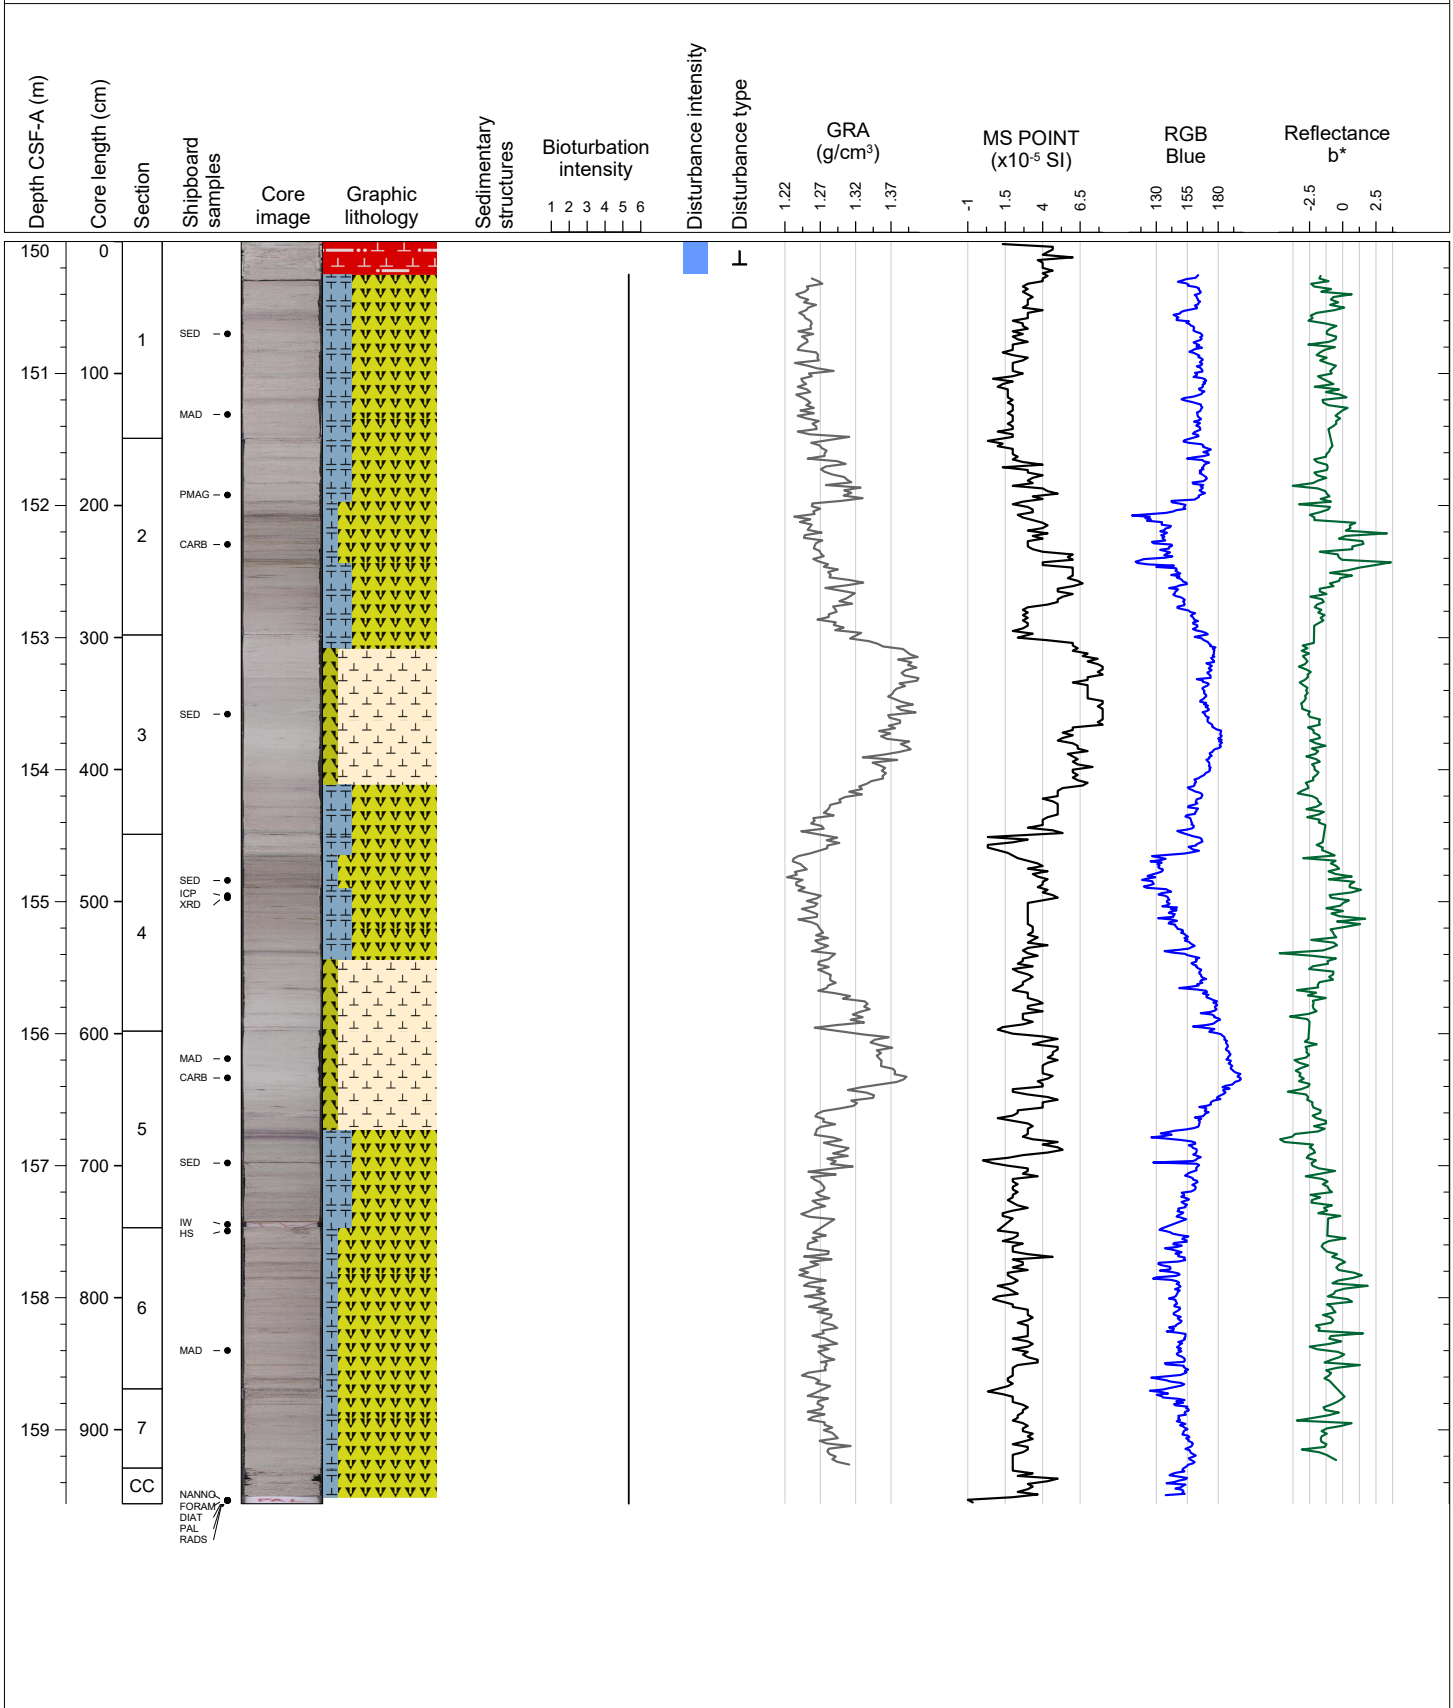 Depth CSF-A (m)
Core length (cm)
Section
Shipboard
samples
Core
image
Graphic
lithology
Sedimentary
structures
Bioturbation
intensity
1 2 3 4 5 6
Disturbance intensity
Disturbance type
GRA
(g/cm³)
1.22 1.27 1.32 1.37
MS POINT
(x10⁻⁵ SI)
-1 1.5 4 6.5
RGB
Blue
130 155 180
Reflectance
b*
-2.5 0 2.5
150 0
SED
1
151 100
MAD
PMAG
152 200
2
CARB
153 300
SED
3
154 400
SED
ICP
155 500
XRD
4
156 600
MAD
CARB
5
SED
157 700
IW
HS
158 800
6
MAD
7
159 900
CC
NANNO
FORAM
DIAT
PAL
RADS